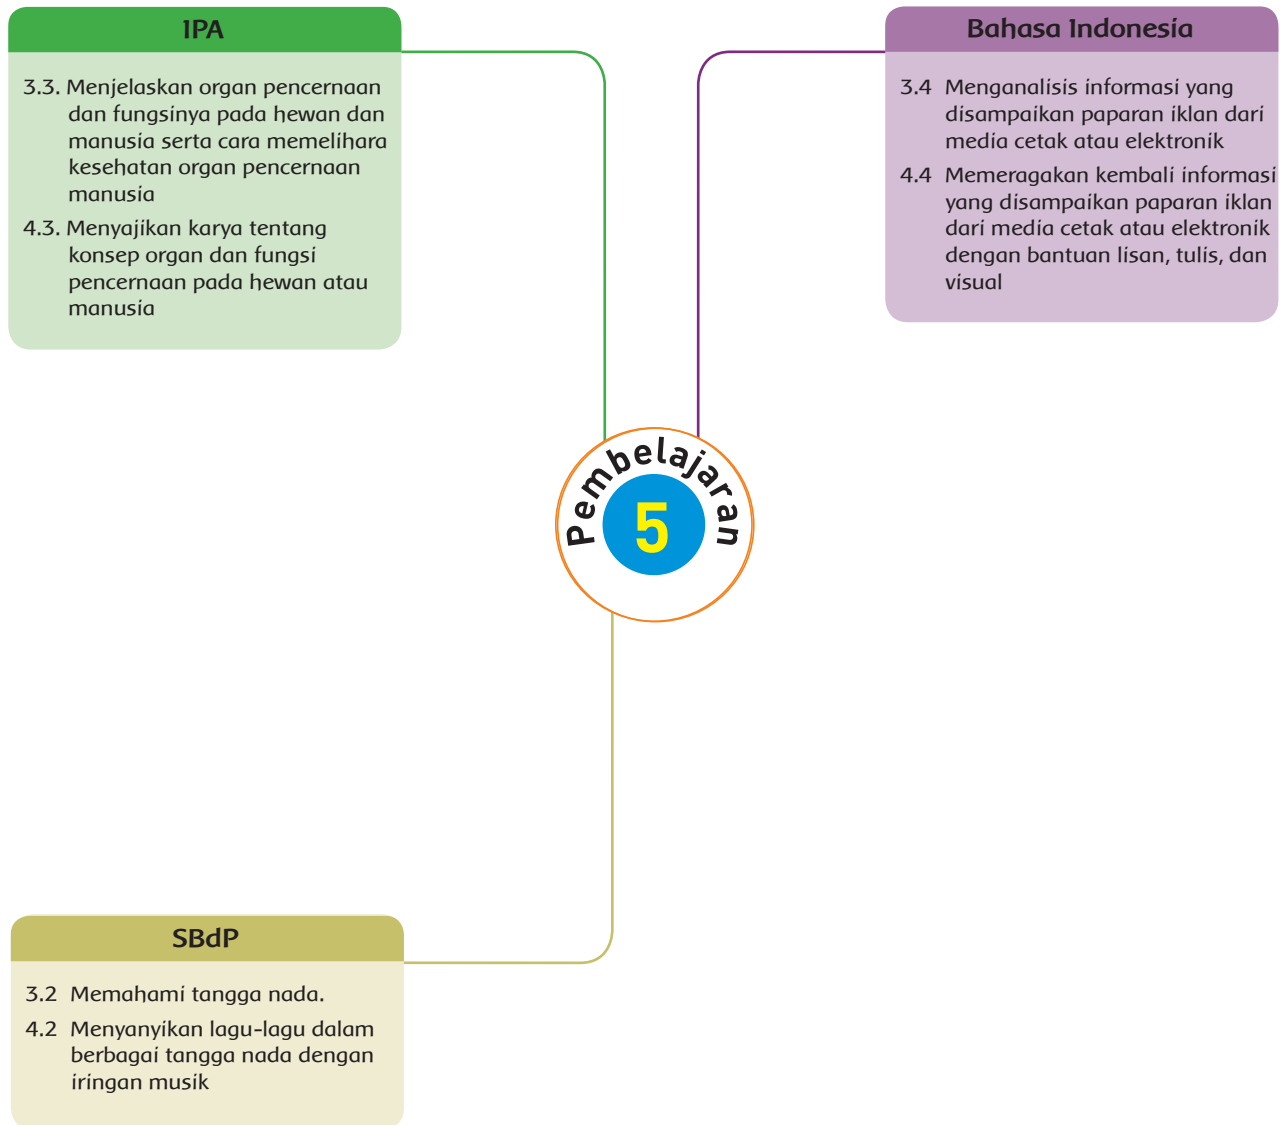 IPA
3.3. Menjelaskan organ pencernaan
dan fungsinya pada hewan dan
manusia serta cara memelihara
kesehatan organ pencernaan
manusia
4.3. Menyajikan karya tentang
konsep organ dan fungsi
pencernaan pada hewan atau
manusia
Bahasa Indonesia
3.4 Menganalisis informasi yang
disampaikan paparan iklan dari
media cetak atau elektronik
4.4 Memeragakan kembali informasi
yang disampaikan paparan iklan
dari media cetak atau elektronik
dengan bantuan lisan, tulis, dan
visual
Pembelajaran
5
SBdP
3.2 Memahami tangga nada.
4.2 Menyanyikan lagu-lagu dalam
berbagai tangga nada dengan
iringan musik